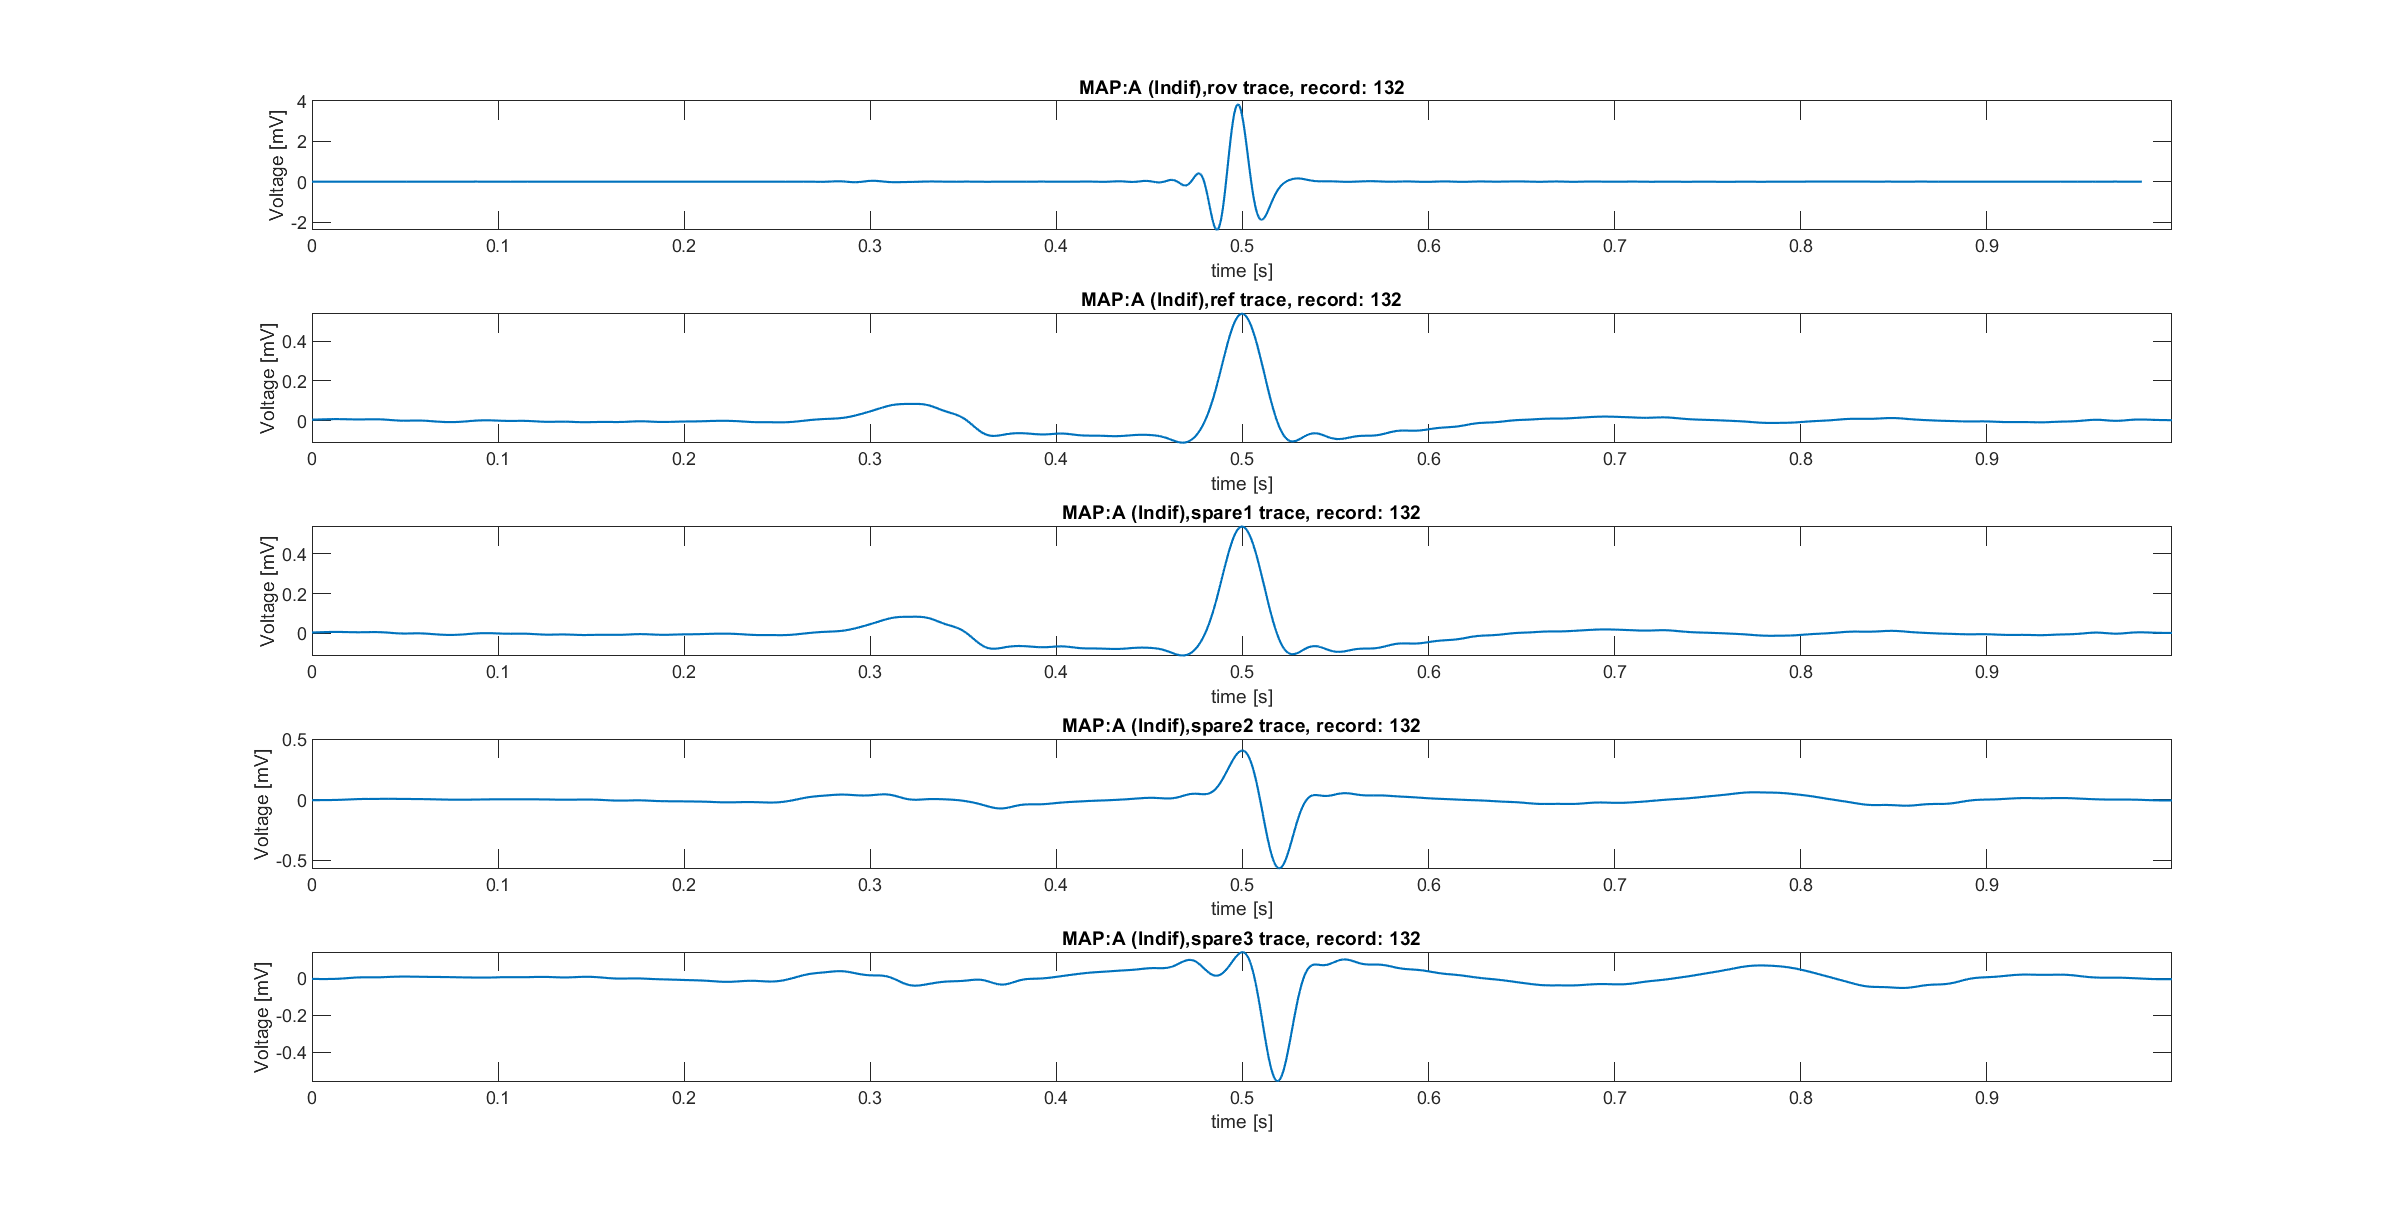 MAP:A (Indif),rov trace, record: 132
Voltage [mV]
4
2
0
-2
0 0.1 0.2 0.3 0.4 0.5 0.6 0.7 0.8 0.9
time [s]
MAP:A (Indif),ref trace, record: 132
Voltage [mV]
0.4
0.2
0
0 0.1 0.2 0.3 0.4 0.5 0.6 0.7 0.8 0.9
time [s]
MAP:A (Indif),spare1 trace, record: 132
Voltage [mV]
0.4
0.2
0
0 0.1 0.2 0.3 0.4 0.5 0.6 0.7 0.8 0.9
time [s]
MAP:A (Indif),spare2 trace, record: 132
Voltage [mV]
0.5
0
-0.5
0 0.1 0.2 0.3 0.4 0.5 0.6 0.7 0.8 0.9
time [s]
MAP:A (Indif),spare3 trace, record: 132
Voltage [mV]
0
-0.2
-0.4
0 0.1 0.2 0.3 0.4 0.5 0.6 0.7 0.8 0.9
time [s]